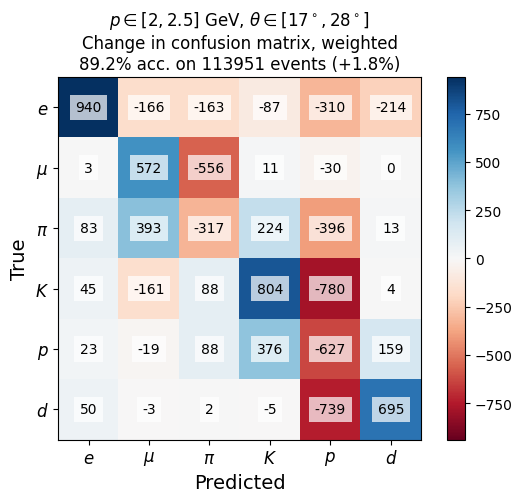 p ∈ [2, 2.5] GeV, θ ∈ [17°, 28°]
Change in confusion matrix, weighted
89.2% acc. on 113951 events (+1.8%)
e 940 -166 -163 -87 -310 -214
μ 3 572 -556 11 -30 0
π 83 393 -317 224 -396 13
K 45 -161 88 804 -780 4
p 23 -19 88 376 -627 159
d 50 -3 2 -5 -739 695
e μ π K p d
Predicted
True
750
500
250
0
−250
−500
−750